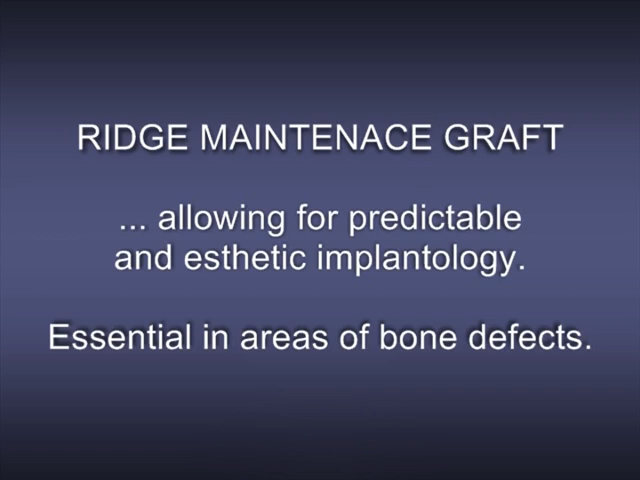 RIDGE MAINTENACE GRAFT
... allowing for predictable
and esthetic implantology.
Essential in areas of bone defects.